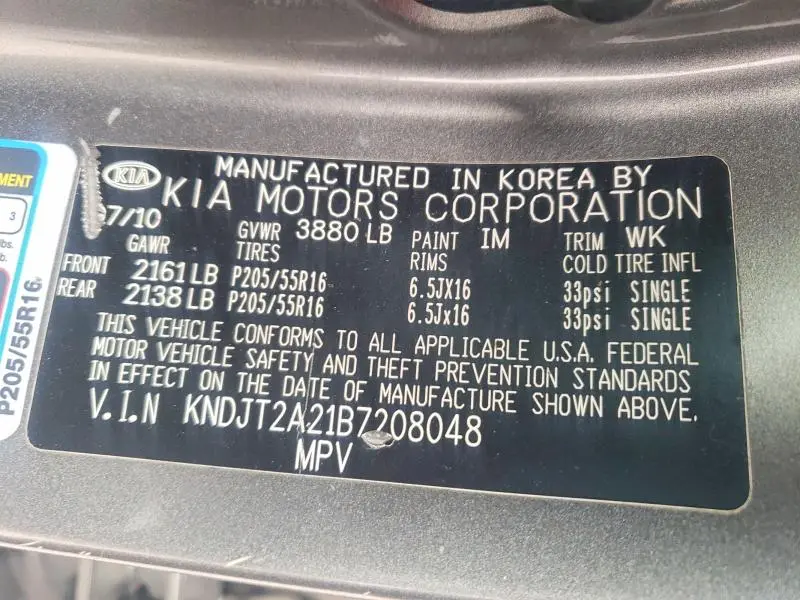 MENT
3
lbs.
b.
P205/55R16
KIA
MANUFACTURED IN KOREA BY
KIA MOTORS CORPORATION
7/10
GVWR 3880 LB
PAINT IM
TRIM WK
GAWR
TIRES
RIMS
COLD TIRE INFL
FRONT 2161 LB P205/55R16 6.5JX16 33psi SINGLE
REAR 2138 LB P205/55R16 6.5Jx16 33psi SINGLE
THIS VEHICLE CONFORMS TO ALL APPLICABLE U.S.A. FEDERAL
MOTOR VEHICLE SAFETY AND THEFT PREVENTION STANDARDS
IN EFFECT ON THE DATE OF MANUFACTURE SHOWN ABOVE.
V.I.N KNDJT2A21B7208048
MPV